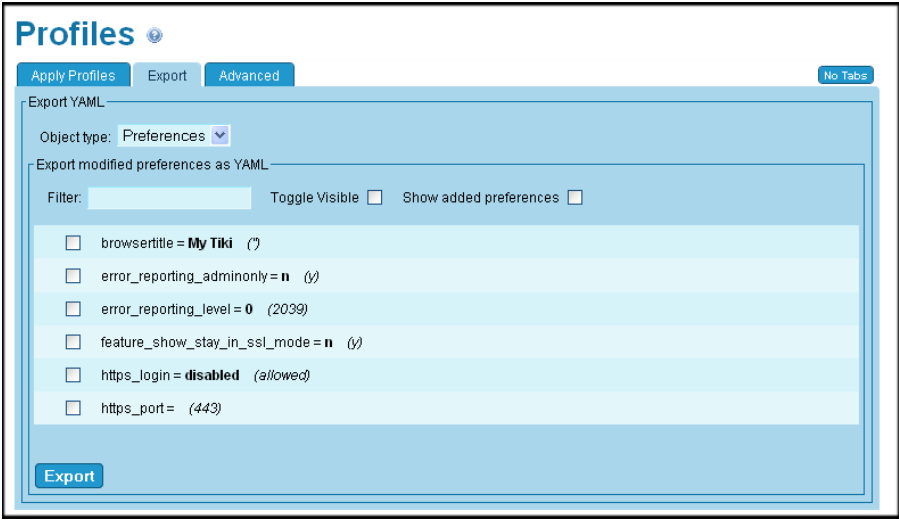 Profiles
Apply Profiles Export Advanced No Tabs
Export YAML
Object type: Preferences
Export modified preferences as YAML
Filter: Toggle Visible Show added preferences
browsertitle = My Tiki (")
error_reporting_adminonly = n (y)
error_reporting_level = 0 (2039)
feature_show_stay_in_ssl_mode = n (y)
https_login = disabled (allowed)
https_port = (443)
Export